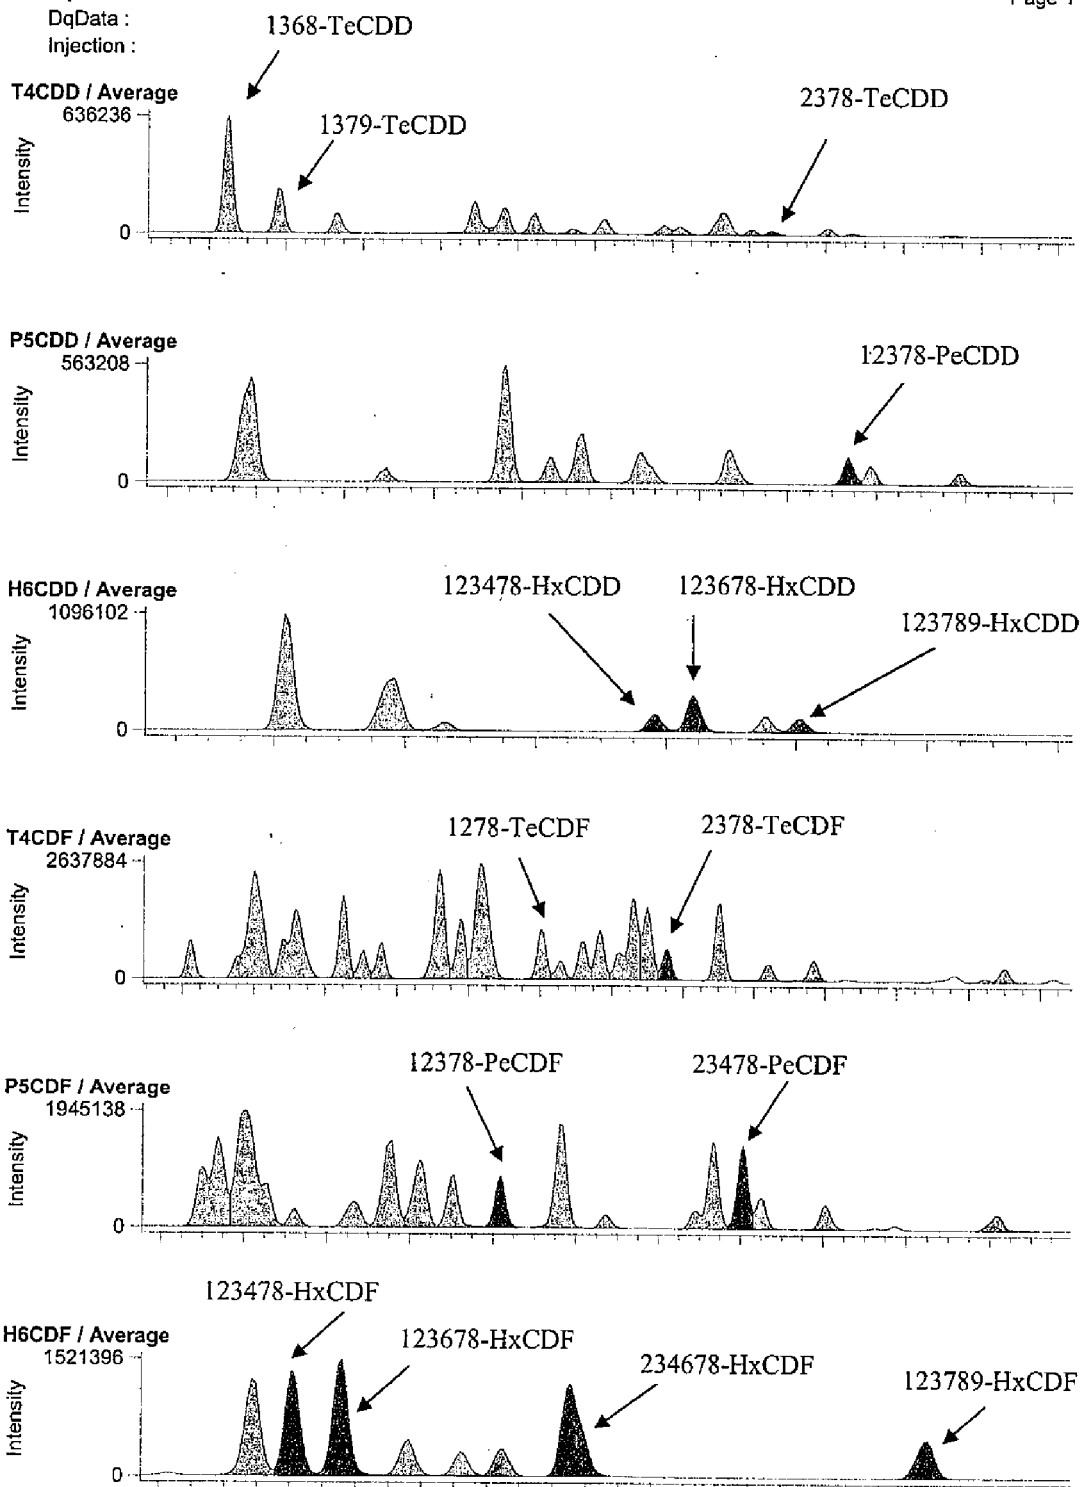 Page
DqData :
Injection :
1368-TeCDD
T4CDD / Average
636236
1379-TeCDD
2378-TeCDD
Intensity
0
P5CDD / Average
563208
12378-PeCDD
Intensity
0
H6CDD / Average
1096102
123478-HxCDD
123678-HxCDD
123789-HxCDD
Intensity
0
T4CDF / Average
2637884
1278-TeCDF
2378-TeCDF
Intensity
0
P5CDF / Average
1945138
12378-PeCDF
23478-PeCDF
Intensity
0
123478-HxCDF
H6CDF / Average
1521396
123678-HxCDF
234678-HxCDF
123789-HxCDF
Intensity
0